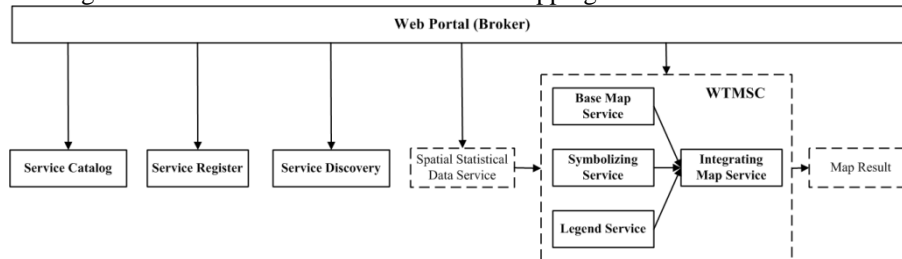 Web Portal (Broker)
WTMSC
Base Map
Service
Service Catalog
Service Register
Service Discovery
Spatial Statistical
Data Service
Symbolizing
Service
Integrating
Map Service
Map Result
Legend Service